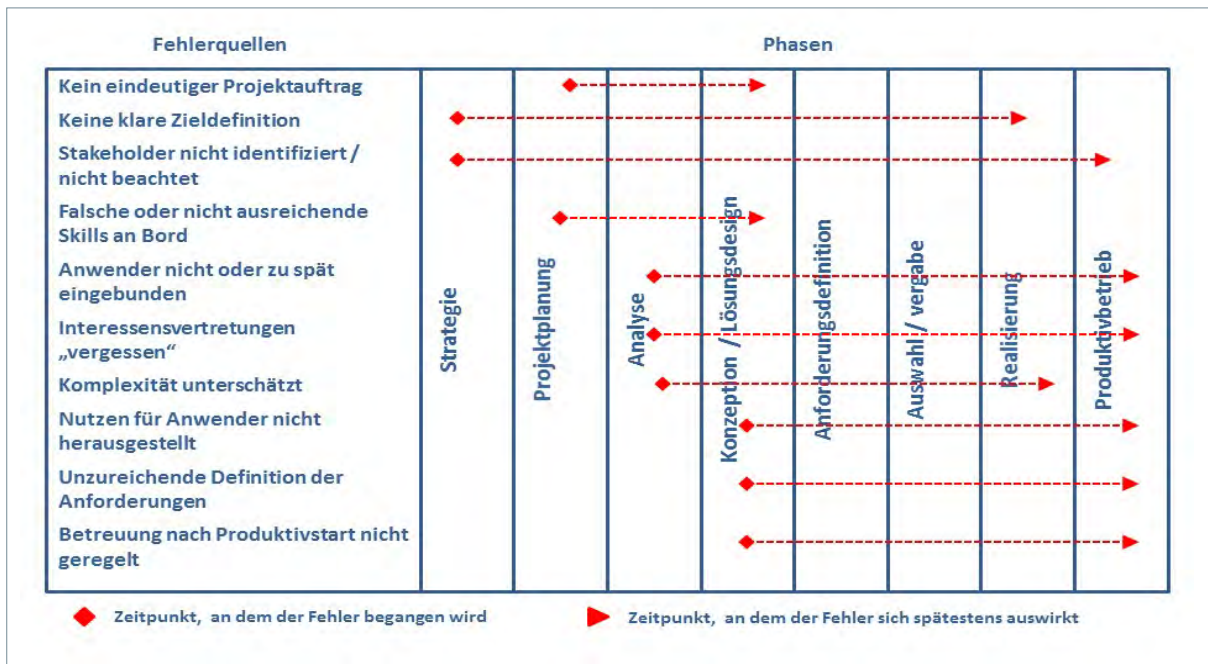 Fehlerquellen
Phasen
Kein eindeutiger Projektauftrag
Keine klare Zieldefinition
Stakeholder nicht identifiziert /
nicht beachtet
Falsche oder nicht ausreichende
Skills an Bord
Anwender nicht oder zu spät
eingebunden
Interessensvertretungen
„vergessen“
Komplexität unterschätzt
Nutzen für Anwender nicht
herausgestellt
Unzureichende Definition der
Anforderungen
Betreuung nach Produktivstart nicht
geregelt
Strategie
Projektplanung
Analyse
Konzeption /Lösungsdesign
Anforderungsdefinition
Auswahl / vergabe
Realisierung
Produktivbetrieb
Zeitpunkt, an dem der Fehler begangen wird
Zeitpunkt, an dem der Fehler sich spätestens auswirkt